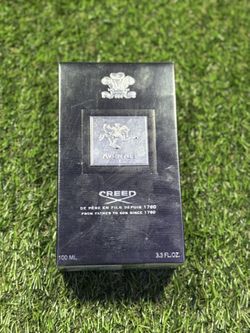 AVENTUS
CREED
DE PÈRE EN FILS DEPUIS 1760
FROM FATHER TO SON SINCE 1760
100 ML
3.3 FL.OZ.